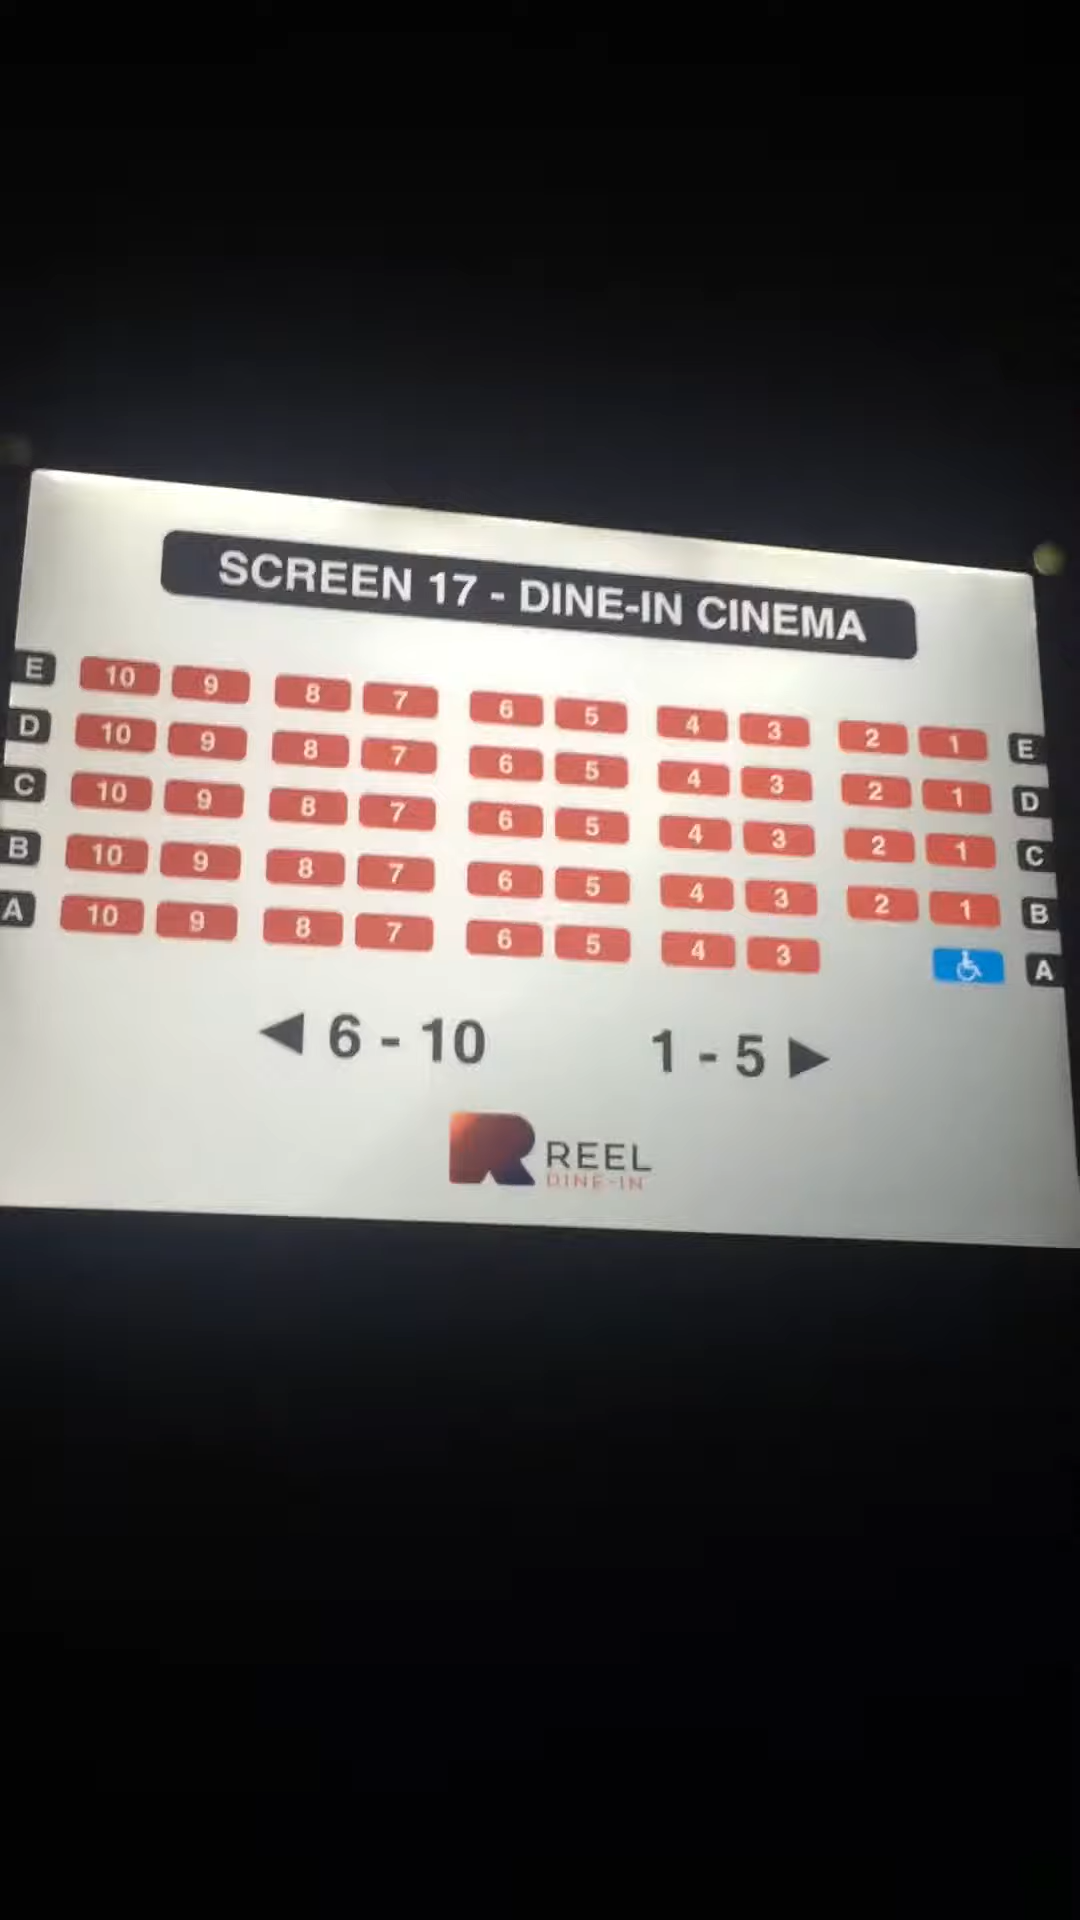 SCREEN 17 - DINE-IN CINEMA
E 10 9 8 7 6 5 4 3 2 1 E
D 10 9 8 7 6 5 4 3 2 1 D
C 10 9 8 7 6 5 4 3 2 1 C
B 10 9 8 7 6 5 4 3 2 1 B
A 10 9 8 7 6 5 4 3 A
6 - 10 1 - 5
REEL
DINE-IN